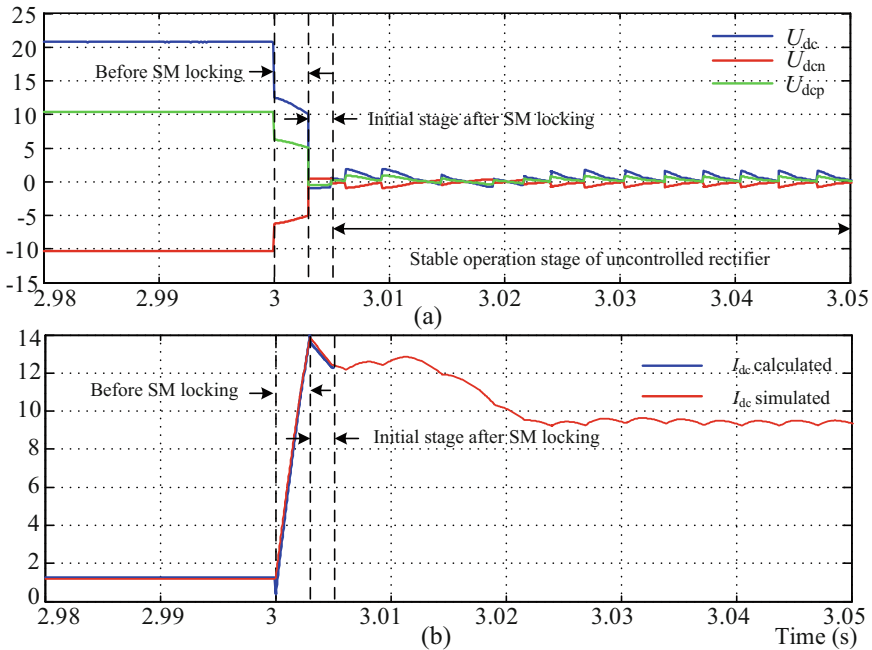 25
20
15
10
5
0
-5
-10
-15
U_dc
U_dcn
U_dcp
Before SM locking
Initial stage after SM locking
Stable operation stage of uncontrolled rectifier
2.98 2.99 3 3.01 3.02 3.03 3.04 3.05
(a)
14
12
10
8
6
4
2
0
I_dc calculated
I_dc simulated
Before SM locking
Initial stage after SM locking
2.98 2.99 3.0 3.01 3.02 3.03 3.04 3.05
(b) Time (s)